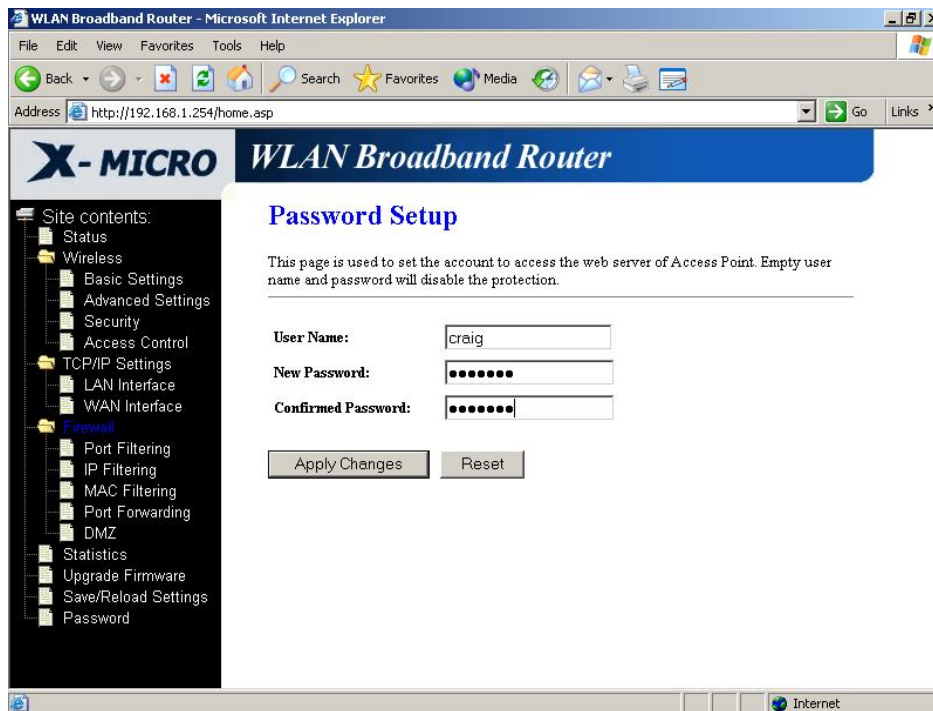 WLAN Broadband Router - Microsoft Internet Explorer
File Edit View Favorites Tools Help
Back Search Favorites Media
Address http://192.168.1.254/home.asp Go Links
X-MICRO
WLAN Broadband Router
Site contents:
Status
Wireless
Basic Settings
Advanced Settings
Security
Access Control
TCP/IP Settings
LAN Interface
WAN Interface
Firewall
Port Filtering
IP Filtering
MAC Filtering
Port Forwarding
DMZ
Statistics
Upgrade Firmware
Save/Reload Settings
Password
Password Setup
This page is used to set the account to access the web server of Access Point. Empty user
name and password will disable the protection.
User Name: craig
New Password: •••••••
Confirmed Password: •••••••
Apply Changes Reset
Internet